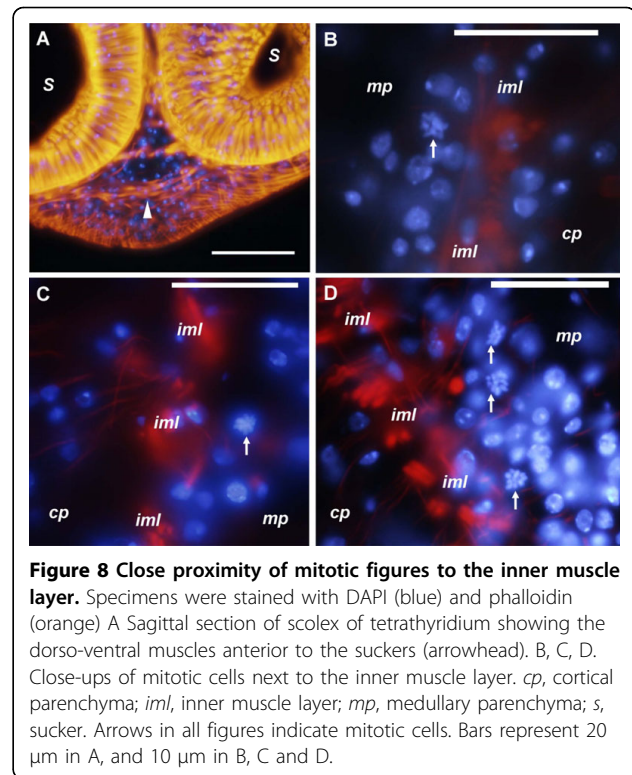 A
S
S
B
mp
iml
iml
cp
C
iml
iml
cp
iml
mp
D
iml
mp
iml
iml
cp
Figure 8 Close proximity of mitotic figures to the inner muscle
layer. Specimens were stained with DAPI (blue) and phalloidin
(orange) A Sagittal section of scolex of tetrathyridium showing the
dorso-ventral muscles anterior to the suckers (arrowhead). B, C, D.
Close-ups of mitotic cells next to the inner muscle layer. cp, cortical
parenchyma; iml, inner muscle layer; mp, medullary parenchyma; s,
sucker. Arrows in all figures indicate mitotic cells. Bars represent 20
μm in A, and 10 μm in B, C and D.